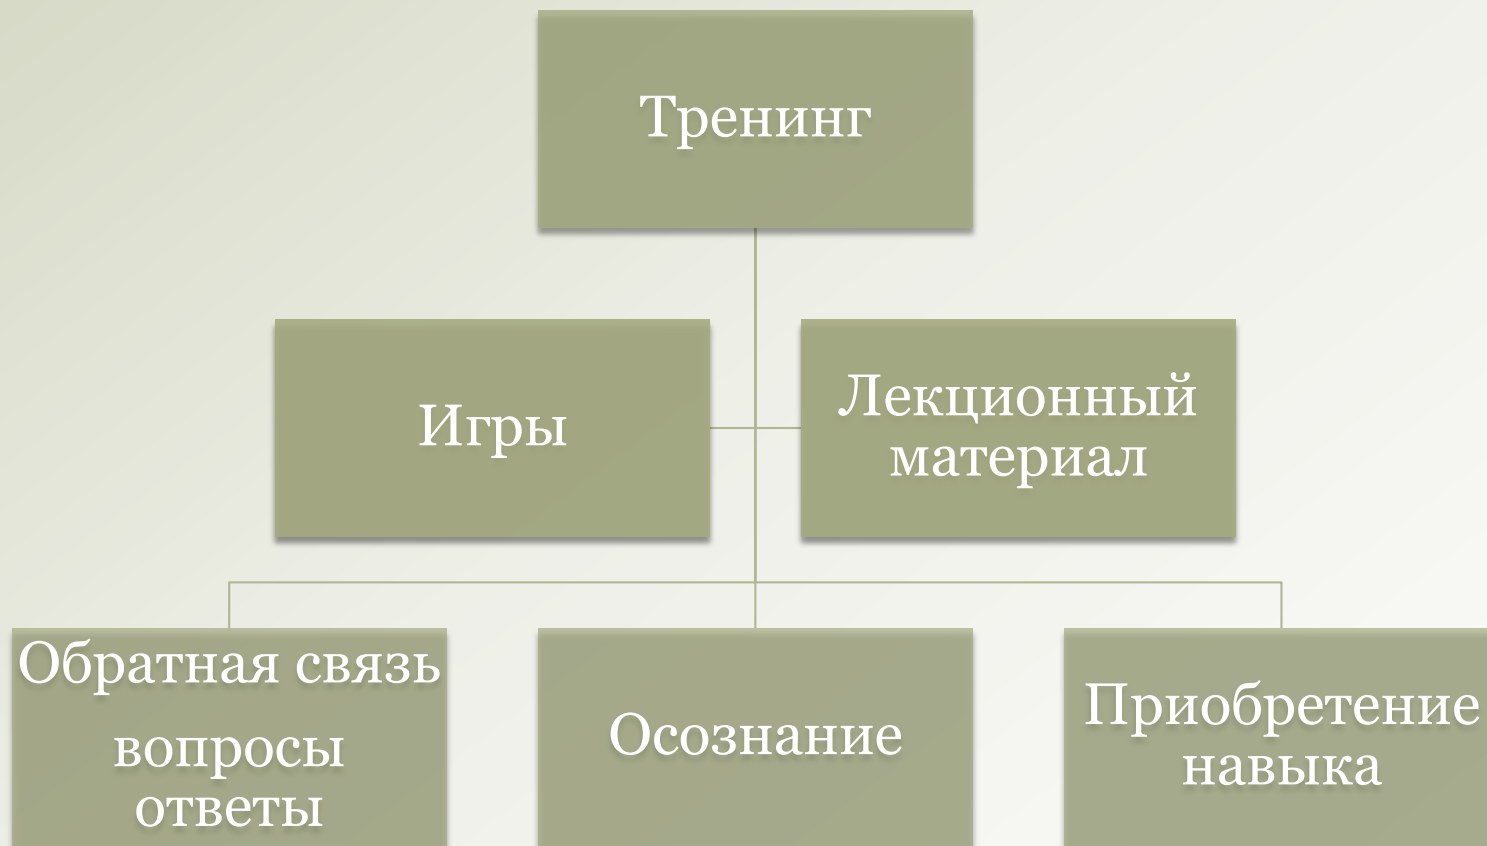 Тренинг
Игры
Лекционный
материал
Обратная связь
вопросы
ответы
Осознание
Приобретение
навыка